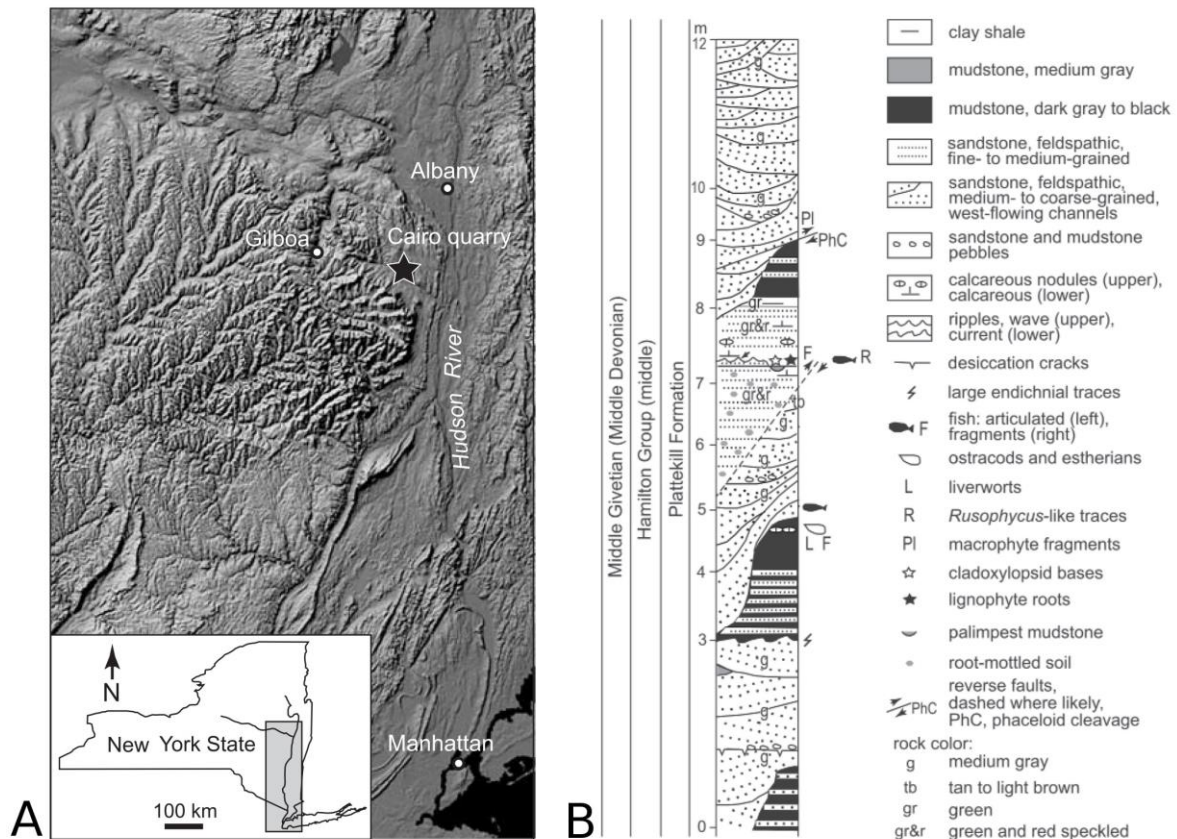 Albany
Gilboa
Cairo quarry
Hudson River
Manhattan
N
New York State
100 km
A
Middle Givetian (Middle Devonian)
Hamilton Group (middle)
Plattekill Formation
m
12
g
g
10
g
Pl
9
PhC
8
gr
gr&r
F
R
7
gr&r
tb
g
6
g
5
g
L F
4
3
g
g
g
0
B
clay shale
mudstone, medium gray
mudstone, dark gray to black
sandstone, feldspathic,
fine- to medium-grained
sandstone, feldspathic,
medium- to coarse-grained,
west-flowing channels
sandstone and mudstone
pebbles
calcareous nodules (upper),
calcareous (lower)
ripples, wave (upper),
current (lower)
desiccation cracks
large endichnial traces
F fish: articulated (left),
fragments (right)
ostracods and estherians
L liverworts
R Rusophycus-like traces
Pl macrophyte fragments
cladoxylopsid bases
lignophyte roots
palimpest mudstone
root-mottled soil
reverse faults,
PhC dashed where likely,
PhC, phaceloid cleavage
rock color:
g medium gray
tb tan to light brown
gr green
gr&r green and red speckled